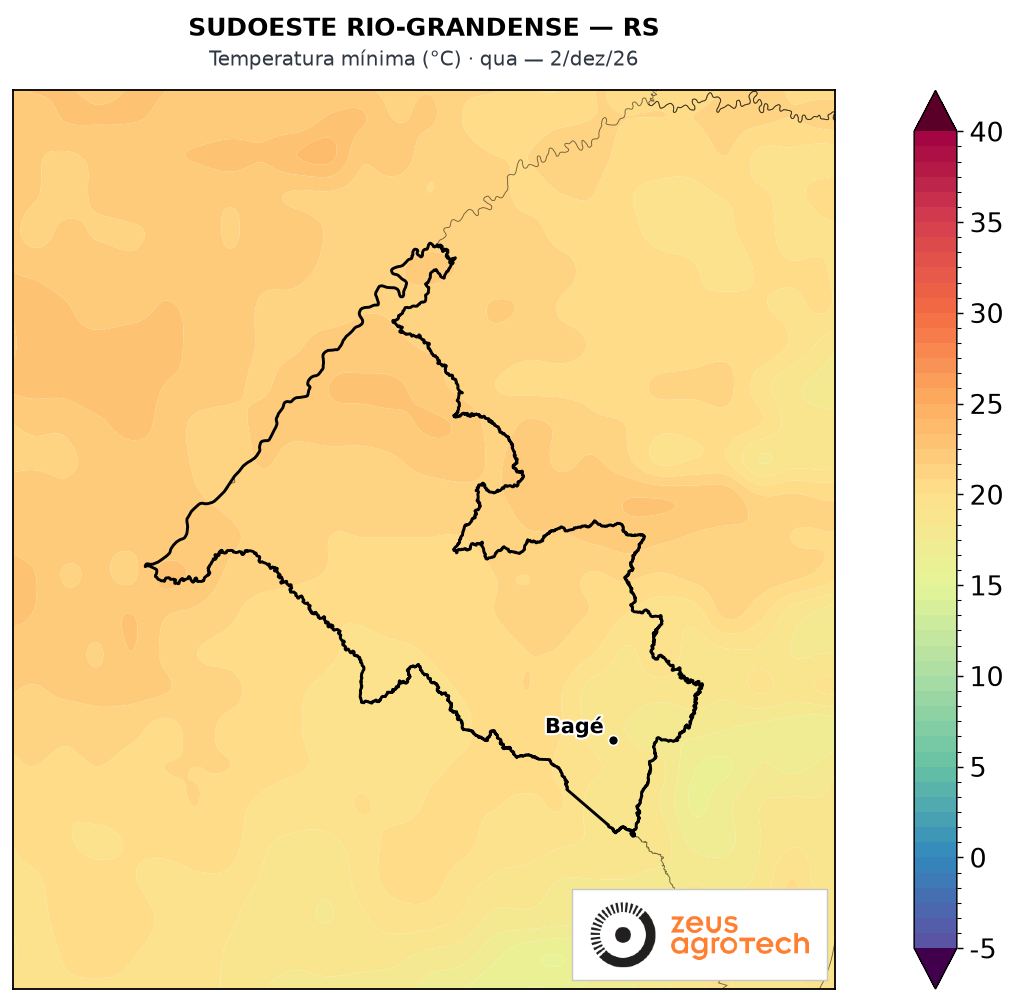 SUDOESTE RIO-GRANDENSE — RS
Temperatura mínima (°C) · qua — 2/dez/26
40
35
30
25
20
15
10
5
0
-5
Bagé
zeus
agrotech